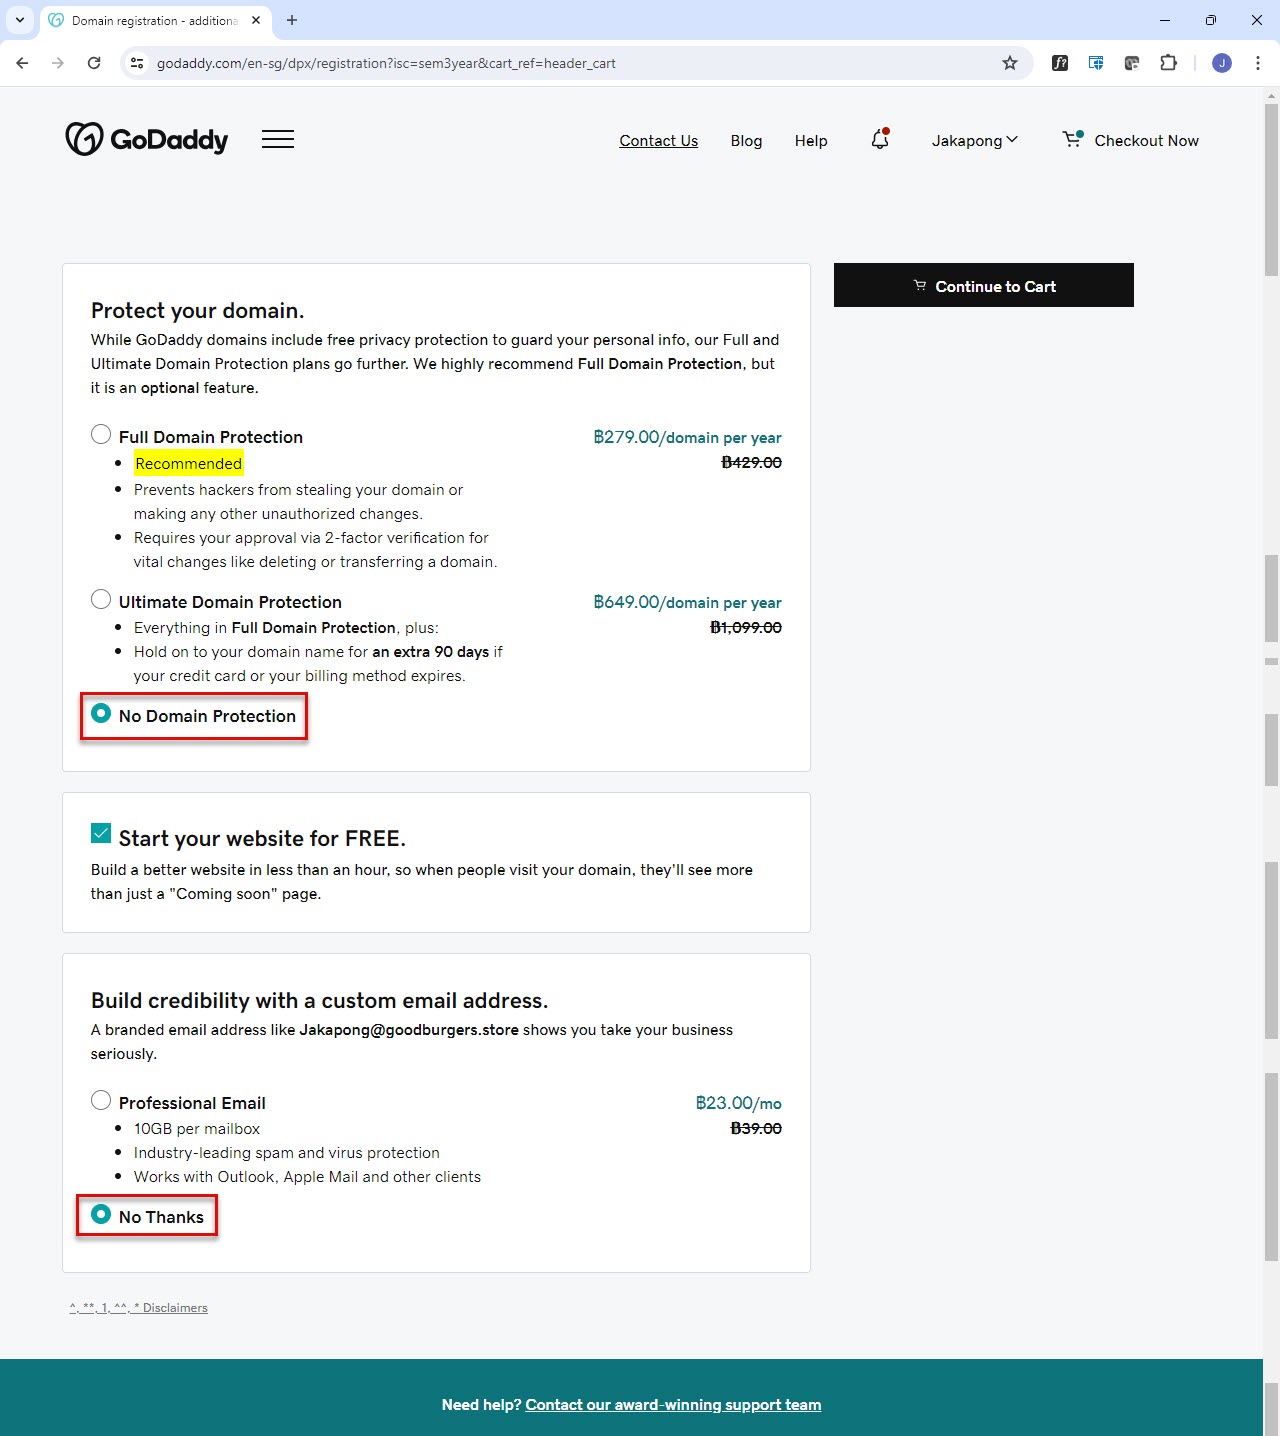 Domain registration - additiona
godaddy.com/en-sg/dpx/registration?isc=sem3year&cart_ref=header_cart
J
GoDaddy
Contact Us
Blog
Help
Jakapong
Checkout Now
Protect your domain.
While GoDaddy domains include free privacy protection to guard your personal info, our Full and
Ultimate Domain Protection plans go further. We highly recommend Full Domain Protection, but
it is an optional feature.
Continue to Cart
Full Domain Protection ฿279.00/domain per year
• Recommended ฿429.00
• Prevents hackers from stealing your domain or
making any other unauthorized changes.
• Requires your approval via 2-factor verification for
vital changes like deleting or transferring a domain.
Ultimate Domain Protection ฿649.00/domain per year
• Everything in Full Domain Protection, plus: ฿1,099.00
• Hold on to your domain name for an extra 90 days if
your credit card or your billing method expires.
No Domain Protection
Start your website for FREE.
Build a better website in less than an hour, so when people visit your domain, they'll see more
than just a "Coming soon" page.
Build credibility with a custom email address.
A branded email address like Jakapong@goodburgers.store shows you take your business
seriously.
Professional Email ฿23.00/mo
• 10GB per mailbox ฿39.00
• Industry-leading spam and virus protection
• Works with Outlook, Apple Mail and other clients
No Thanks
^, **, 1, ^^, * Disclaimers
Need help? Contact our award-winning support team